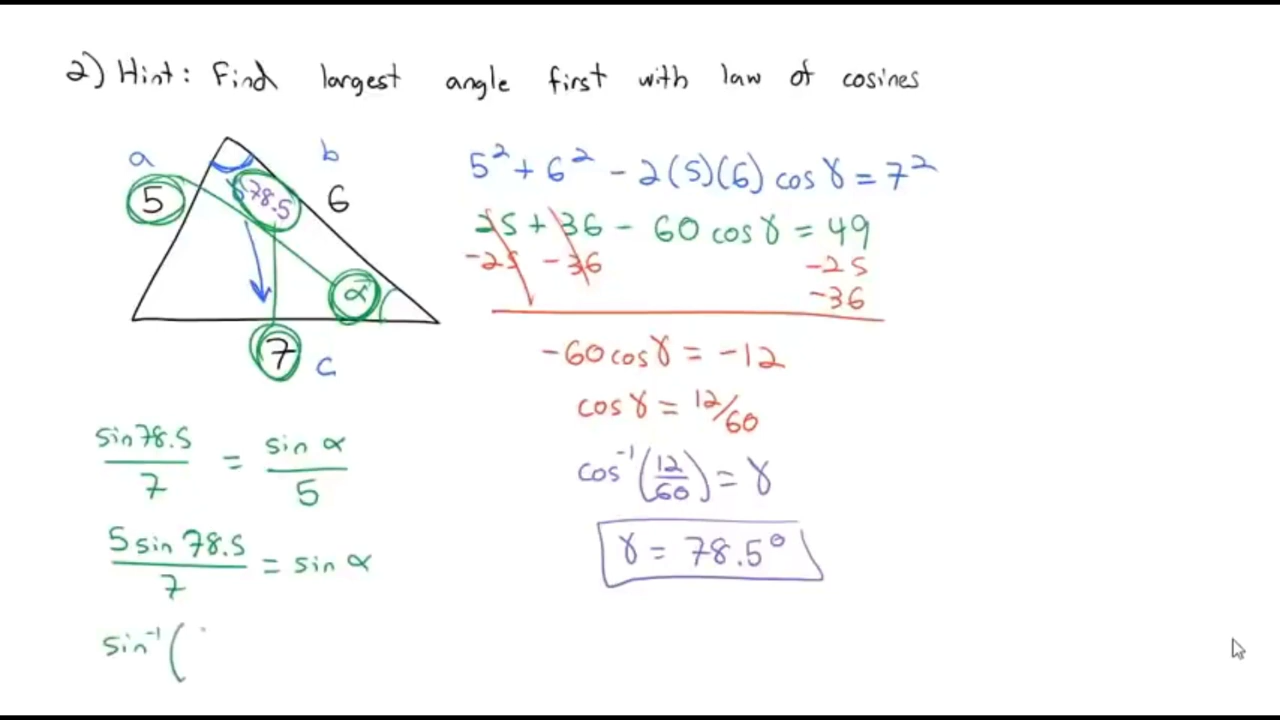 2) Hint: Find largest angle first with law of cosines
a
b
5
γ 78.5
6
α
7
c
5² + 6² - 2(5)(6) cos γ = 7²
25 + 36 - 60 cos γ = 49
-25 -36 -25
-36
-60 cos γ = -12
cos γ = 12/60
cos⁻¹(12/60) = γ
γ = 78.5°
sin 78.5/7 = sin α/5
5 sin 78.5/7 = sin α
sin⁻¹(